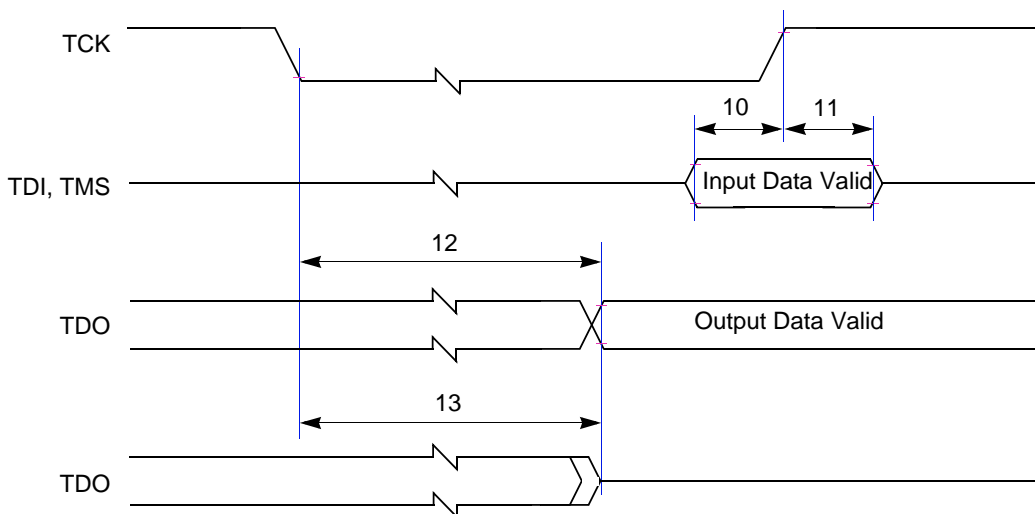 TCK
10
11
TDI, TMS
Input Data Valid
12
TDO
Output Data Valid
13
TDO